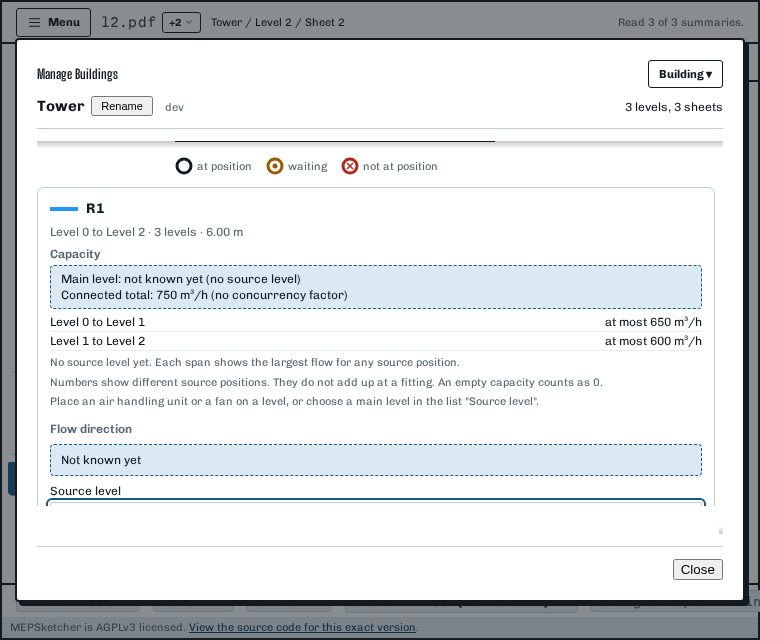 Menu
12.pdf
+2
Tower / Level 2 / Sheet 2
Read 3 of 3 summaries.
Manage Buildings
Building ▾
Tower
Rename
dev
3 levels, 3 sheets
at position
waiting
not at position
R1
Level 0 to Level 2 · 3 levels · 6.00 m
Capacity
Main level: not known yet (no source level)
Connected total: 750 m³/h (no concurrency factor)
Level 0 to Level 1
at most 650 m³/h
Level 1 to Level 2
at most 600 m³/h
No source level yet. Each span shows the largest flow for any source position.
Numbers show different source positions. They do not add up at a fitting. An empty capacity counts as 0.
Place an air handling unit or a fan on a level, or choose a main level in the list "Source level".
Flow direction
Not known yet
Source level
Close
MEPSketcher is AGPLv3 licensed. View the source code for this exact version.